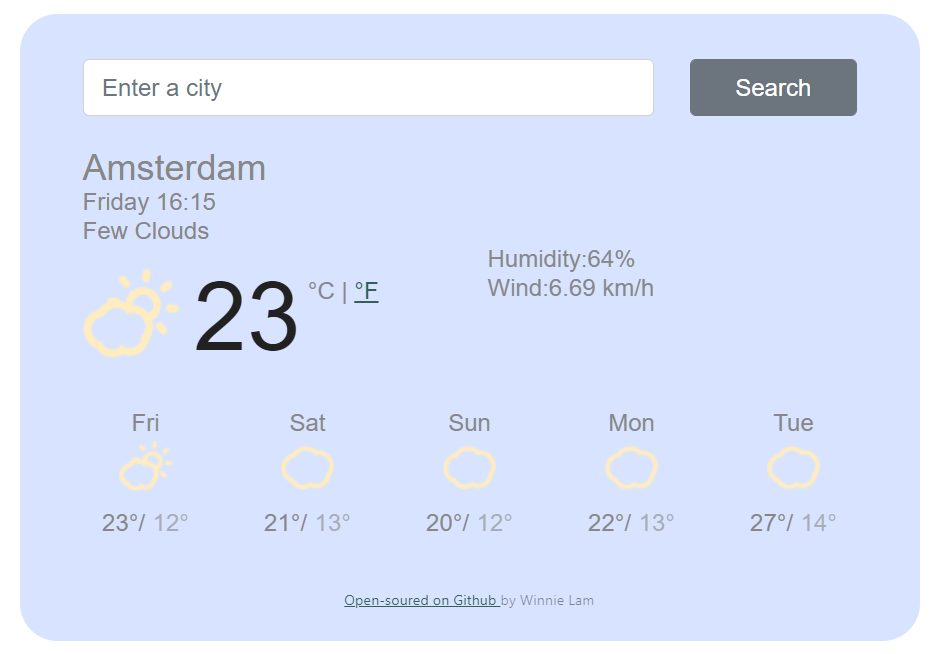 Enter a city
Search
Amsterdam
Friday 16:15
Few Clouds
Humidity:64%
Wind:6.69 km/h
23 °C | °F
Fri Sat Sun Mon Tue
23°/ 12° 21°/ 13° 20°/ 12° 22°/ 13° 27°/ 14°
Open-soured on Github by Winnie Lam